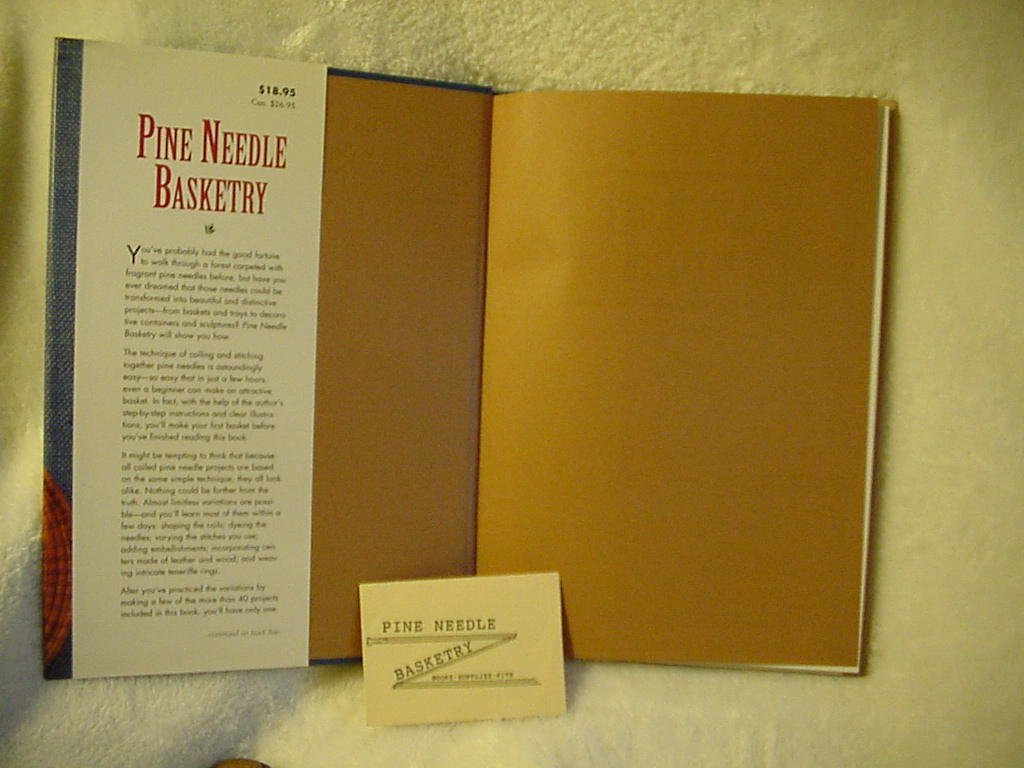 $18.95
Can. $26.95
PINE NEEDLE
BASKETRY
You've probably had the good fortune
to walk through a forest carpeted with
fragrant pine needles before, but have you
ever dreamed that those needles could be
transformed into beautiful and distinctive
projects—from baskets and trays to decora-
tive containers and sculptures? Pine Needle
Basketry will show you how.
The technique of coiling and stitching
together pine needles is astoundingly
easy—so easy that in just a few hours,
even a beginner can make an attractive
basket. In fact, with the help of the author's
step-by-step instructions and clear illustra-
tions, you'll make your first basket before
you've finished reading this book.
It might be tempting to think that because
all coiled pine needle projects are based
on the same simple technique, they all look
alike. Nothing could be further from the
truth. Almost limitless variations are possi-
ble—and you'll learn most of them within a
few days: shaping the coils; dyeing the
needles; varying the stitches you use;
adding embellishments; incorporating cen-
ters made of leather and wood; and weav-
ing intricate teneriffe rings.
After you've practiced the variations by
making a few of the more than 40 projects
included in this book, you'll have only one
continued on back flap
PINE NEEDLE
BASKETRY
BOOKS·SUPPLIES·KITS